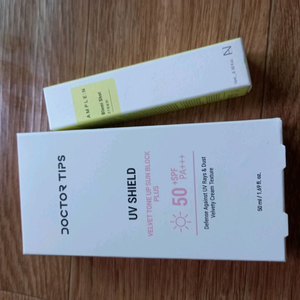 AMPLE:N
N
DOCTOR TIPS
UV SHIELD
VELVET TONE UP SUN BLOCK
PLUS
50 +SPF
PA+++
Defense Against UV Rays & Dust
Velvety Cream Texture
50 ml / 1,69 fl. oz.